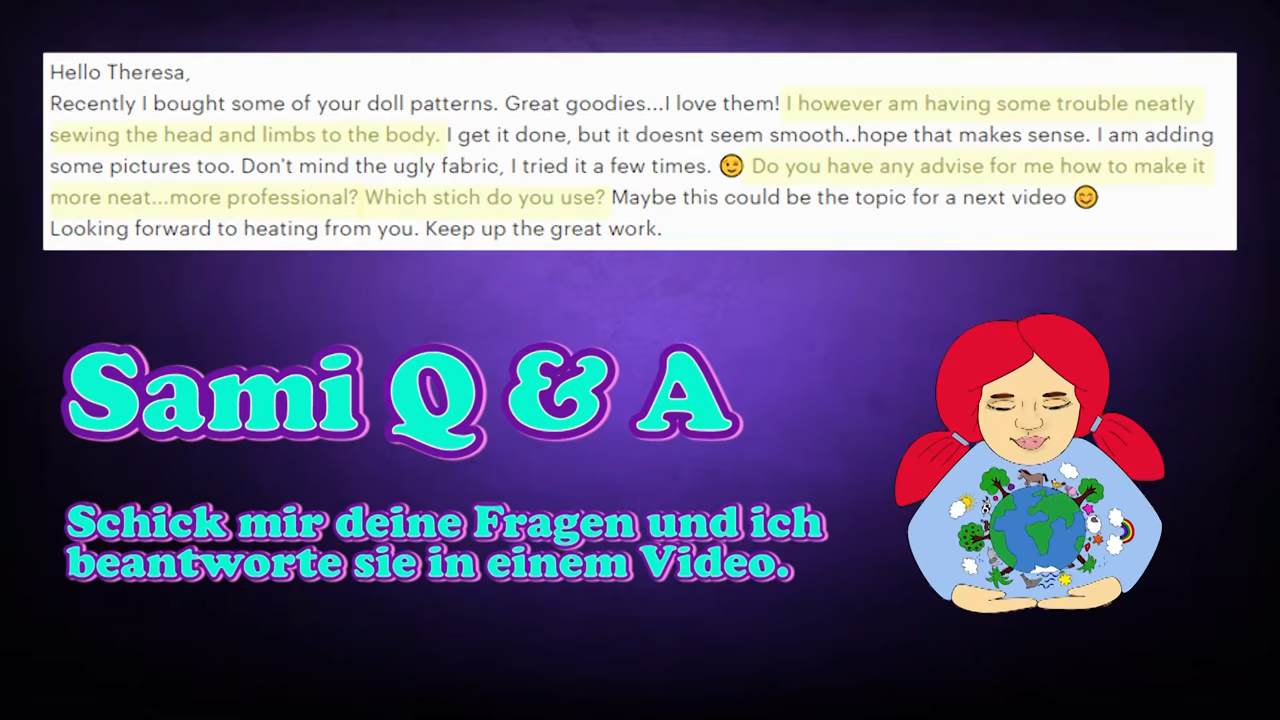 Hello Theresa,
Recently I bought some of your doll patterns. Great goodies...I love them! I however am having some trouble neatly
sewing the head and limbs to the body. I get it done, but it doesnt seem smooth..hope that makes sense. I am adding
some pictures too. Don't mind the ugly fabric, I tried it a few times. 😉 Do you have any advise for me how to make it
more neat...more professional? Which stich do you use? Maybe this could be the topic for a next video 😊
Looking forward to heating from you. Keep up the great work.
Sami Q & A
Schick mir deine Fragen und ich
beantworte sie in einem Video.